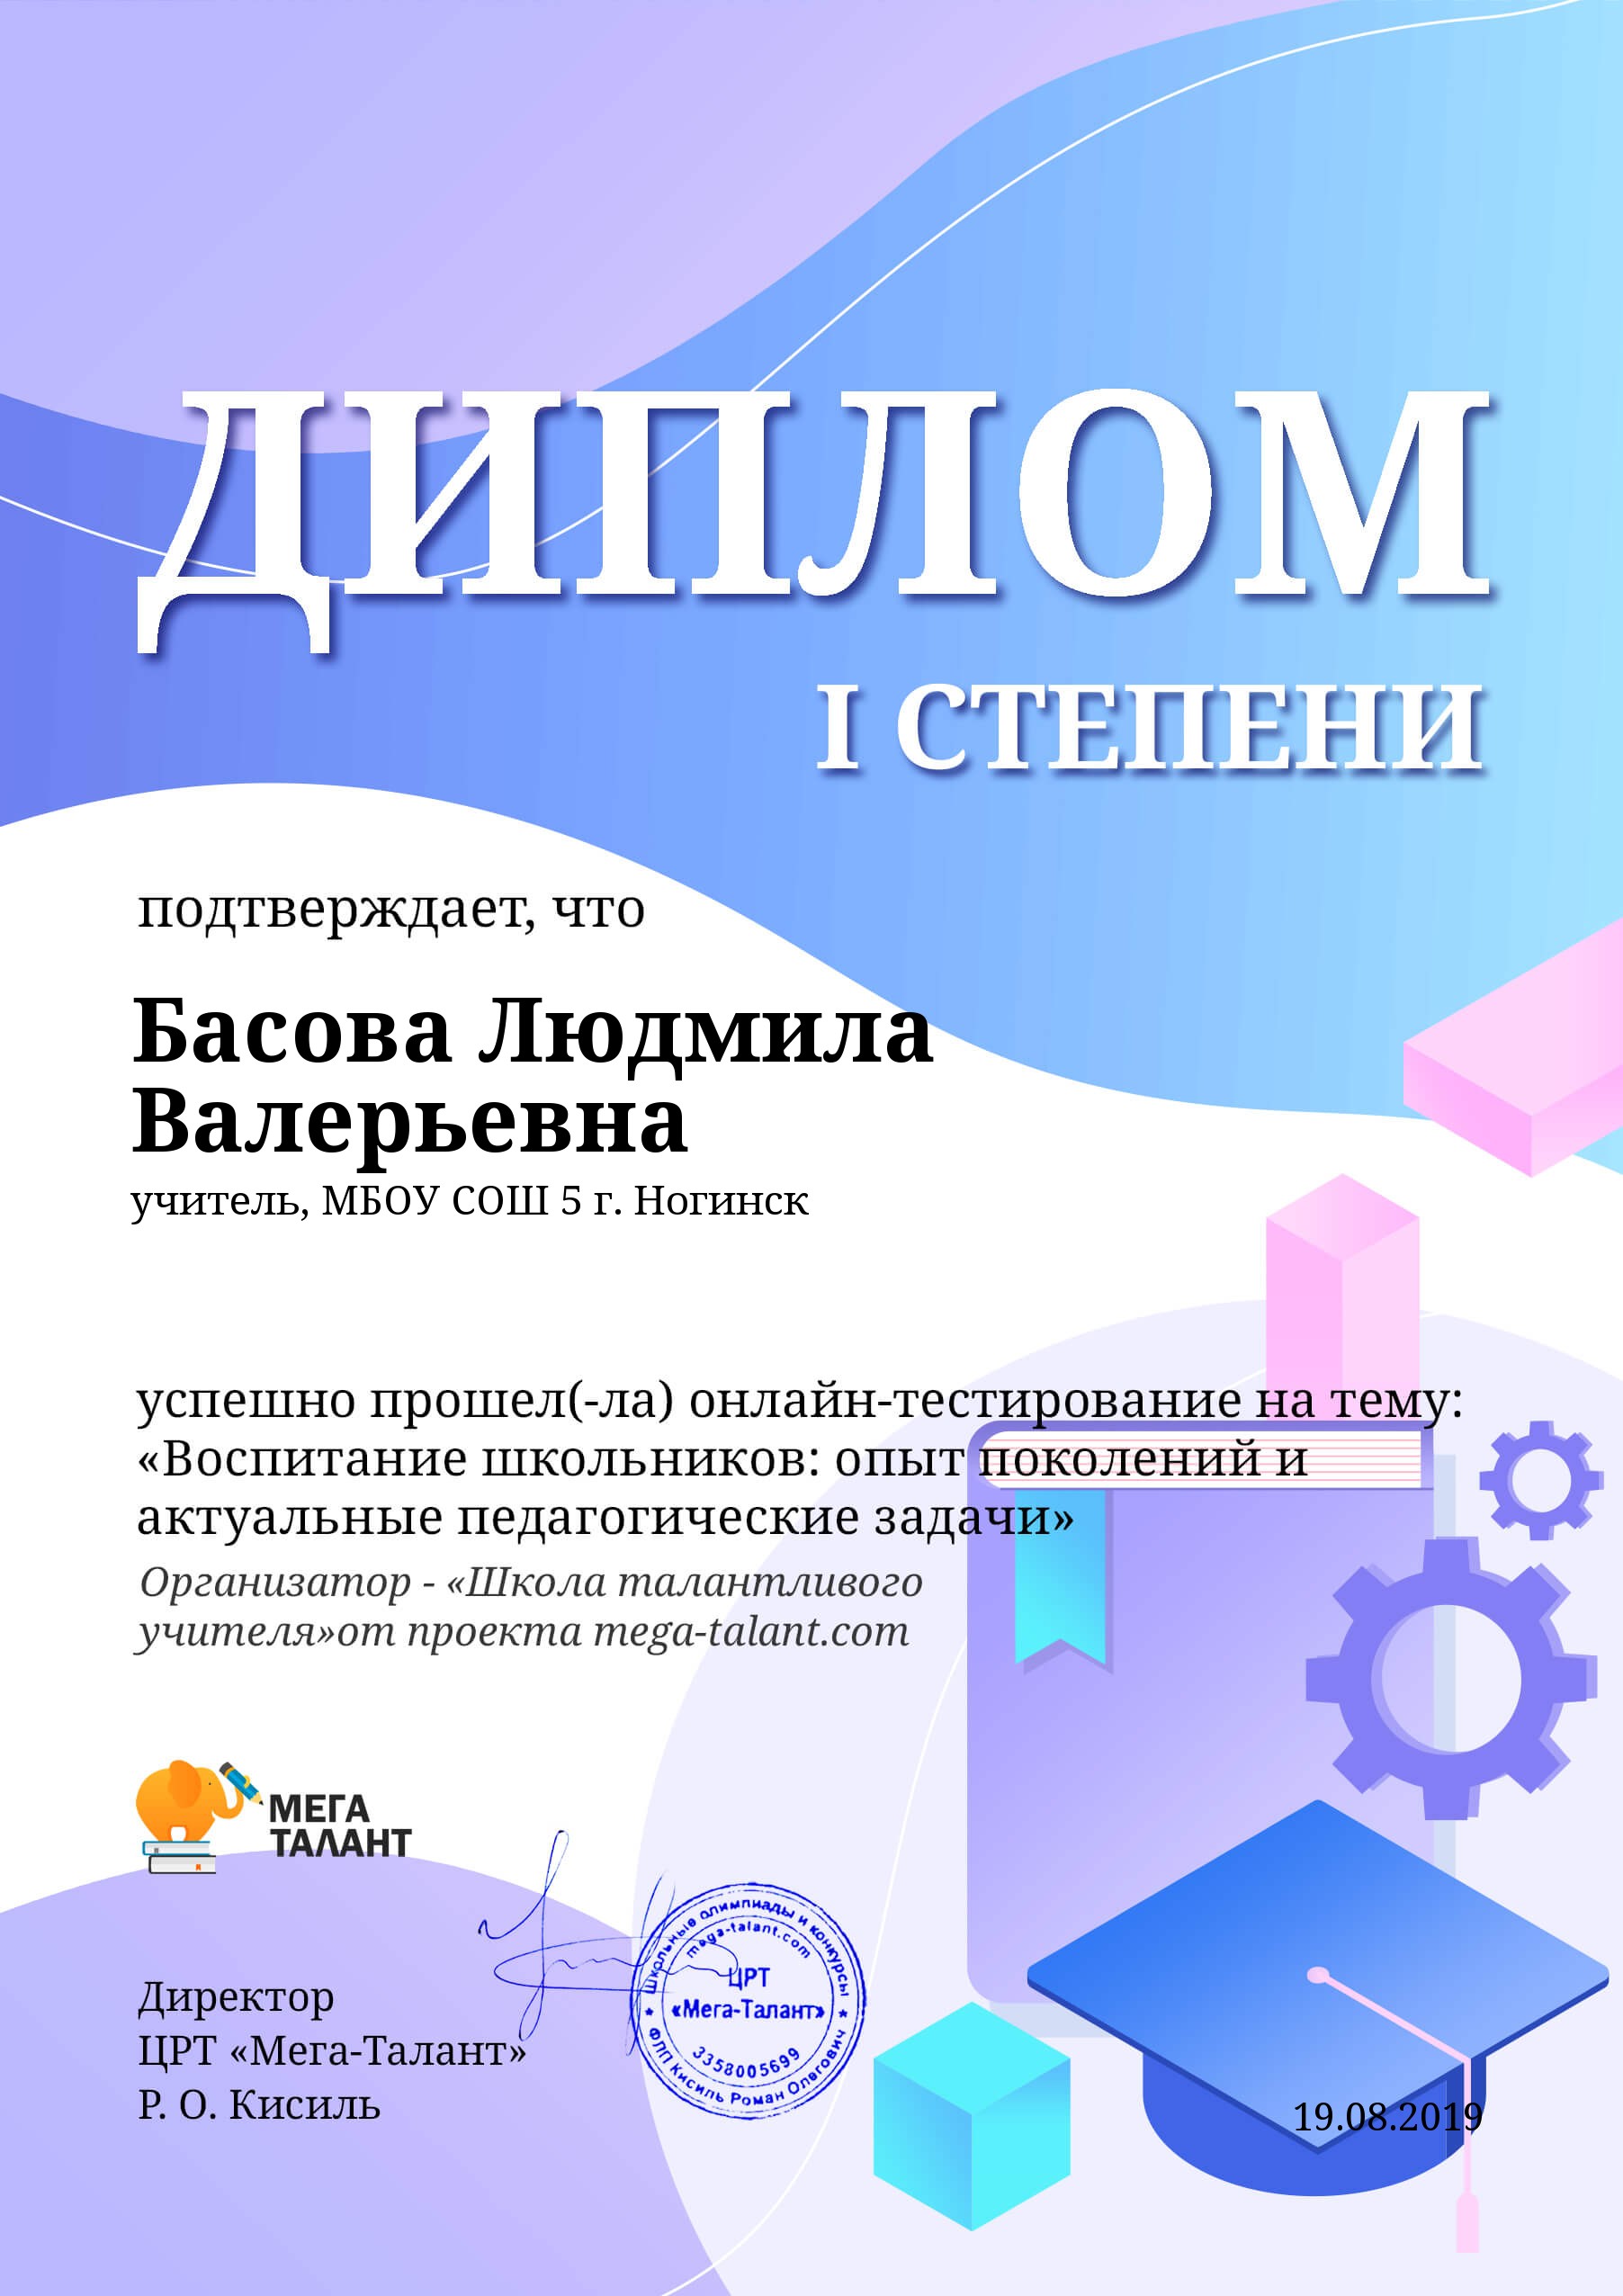 ДИПЛОМ
I СТЕПЕНИ
подтверждает, что
Басова Людмила
Валерьевна
учитель, МБОУ СОШ 5 г. Ногинск
успешно прошел(-ла) онлайн-тестирование на тему:
«Воспитание школьников: опыт поколений и
актуальные педагогические задачи»
Организатор - «Школа талантливого
учителя»от проекта mega-talant.com
МЕГА
ТАЛАНТ
Школьные олимпиады и конкурсы
mega-talant.com
ЦРТ
«Мега-Талант»
3358005699
* ФЛП Кисиль Роман Олегович *
Директор
ЦРТ «Мега-Талант»
Р. О. Кисиль
19.08.2019